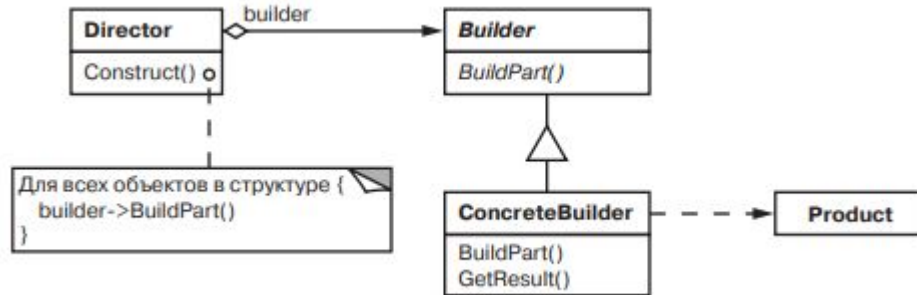 builder
Director
Builder
Construct()
BuildPart()
Для всех объектов в структуре {
builder->BuildPart()
}
ConcreteBuilder
Product
BuildPart()
GetResult()